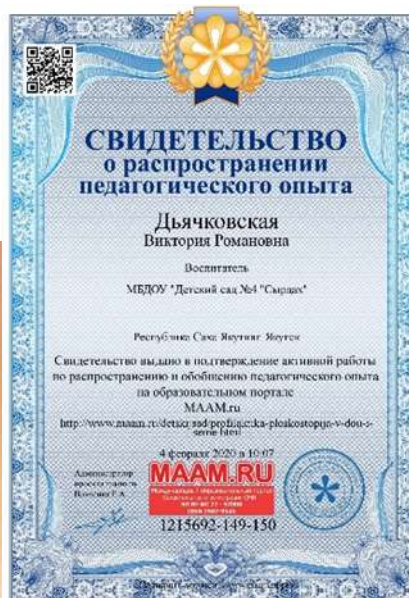 СВИДЕТЕЛЬСТВО
о распространении
педагогического опыта
Дьячковская
Виктория Романовна
Воспитатель
МБДОУ "Детский сад №4 "Сырдах"
Республика Саха Якутия Якутск
Свидетельство выдано в подтверждение активной работы
по распространению и обобщению педагогического опыта
на образовательном портале
MAAM.ru
4 февраля 2020 в 10:07
Администратор
MAAM.RU
1215692-149-150